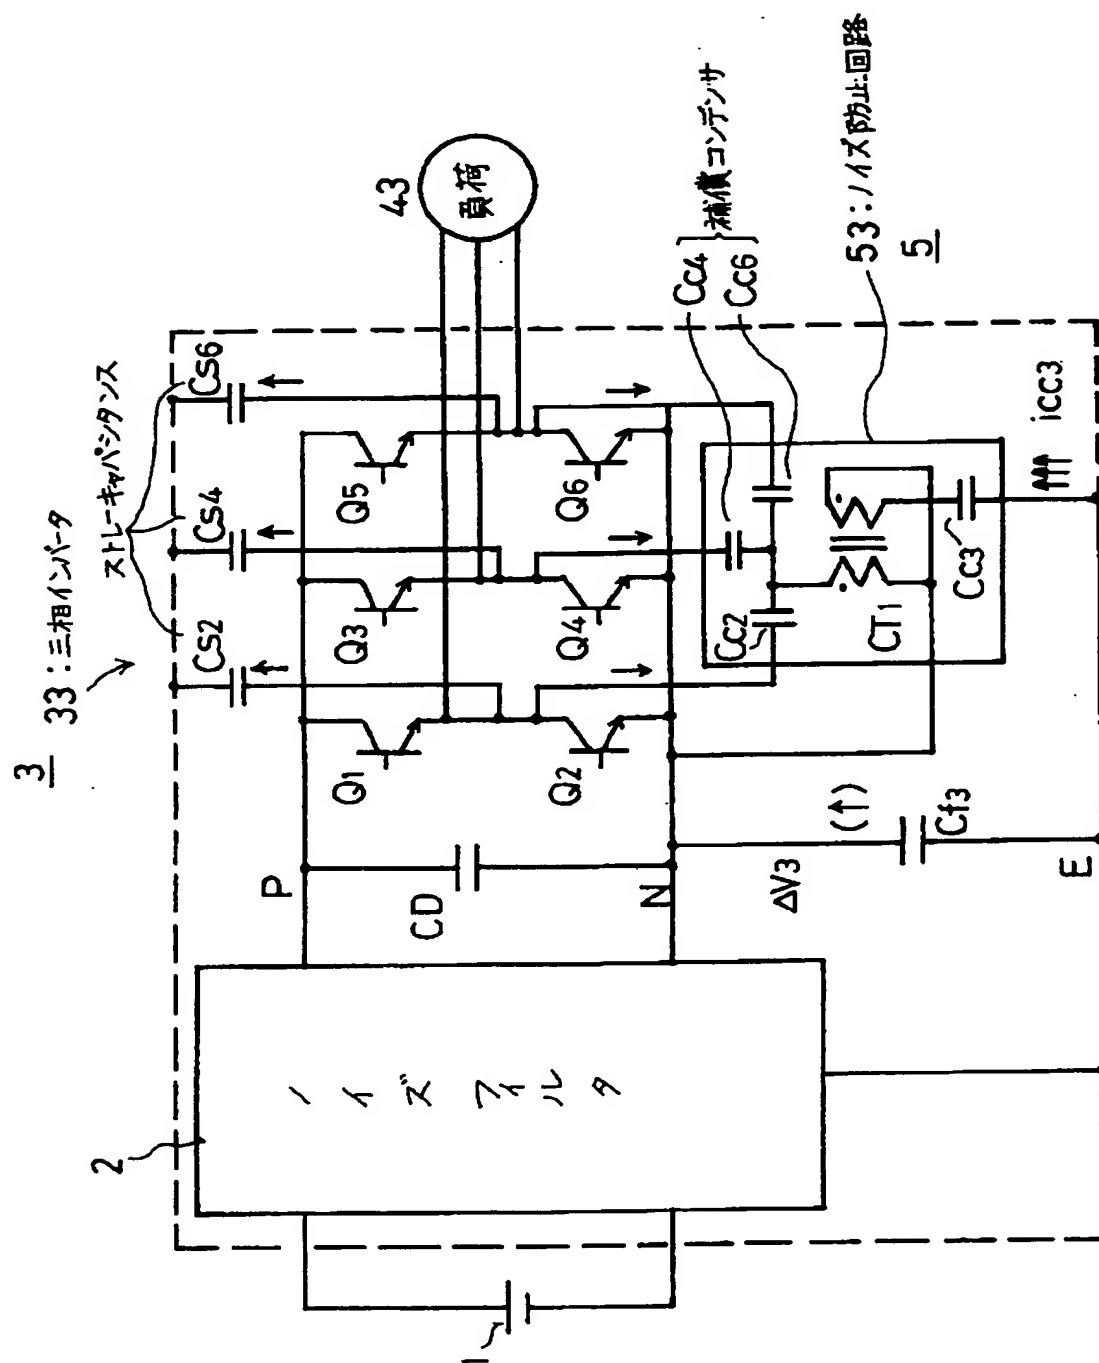 3
33:三相インバータ
ストレーキャパシタンス
Cs2
Cs4
Cs6
43
負荷
Q1
Q3
Q5
Q2
Q4
Q6
P
CD
N
2
ノイズフィルタ
1
ΔV3
(↑)
Cf3
E
Cc2
Cc4
Cc6
補償コンデンサ
CT1
Cc3
icc3
53:ノイズ防止回路
5